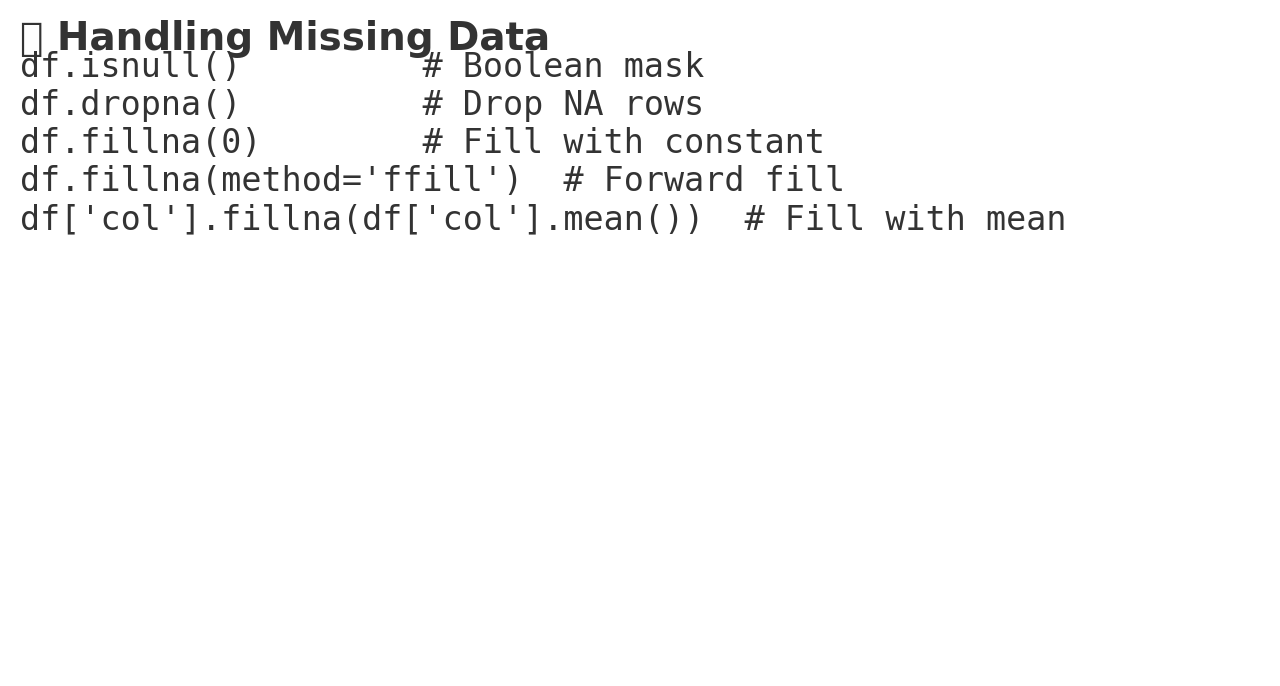 Handling Missing Data
df.isnull()         # Boolean mask
df.dropna()         # Drop NA rows
df.fillna(0)        # Fill with constant
df.fillna(method='ffill')  # Forward fill
df['col'].fillna(df['col'].mean())  # Fill with mean